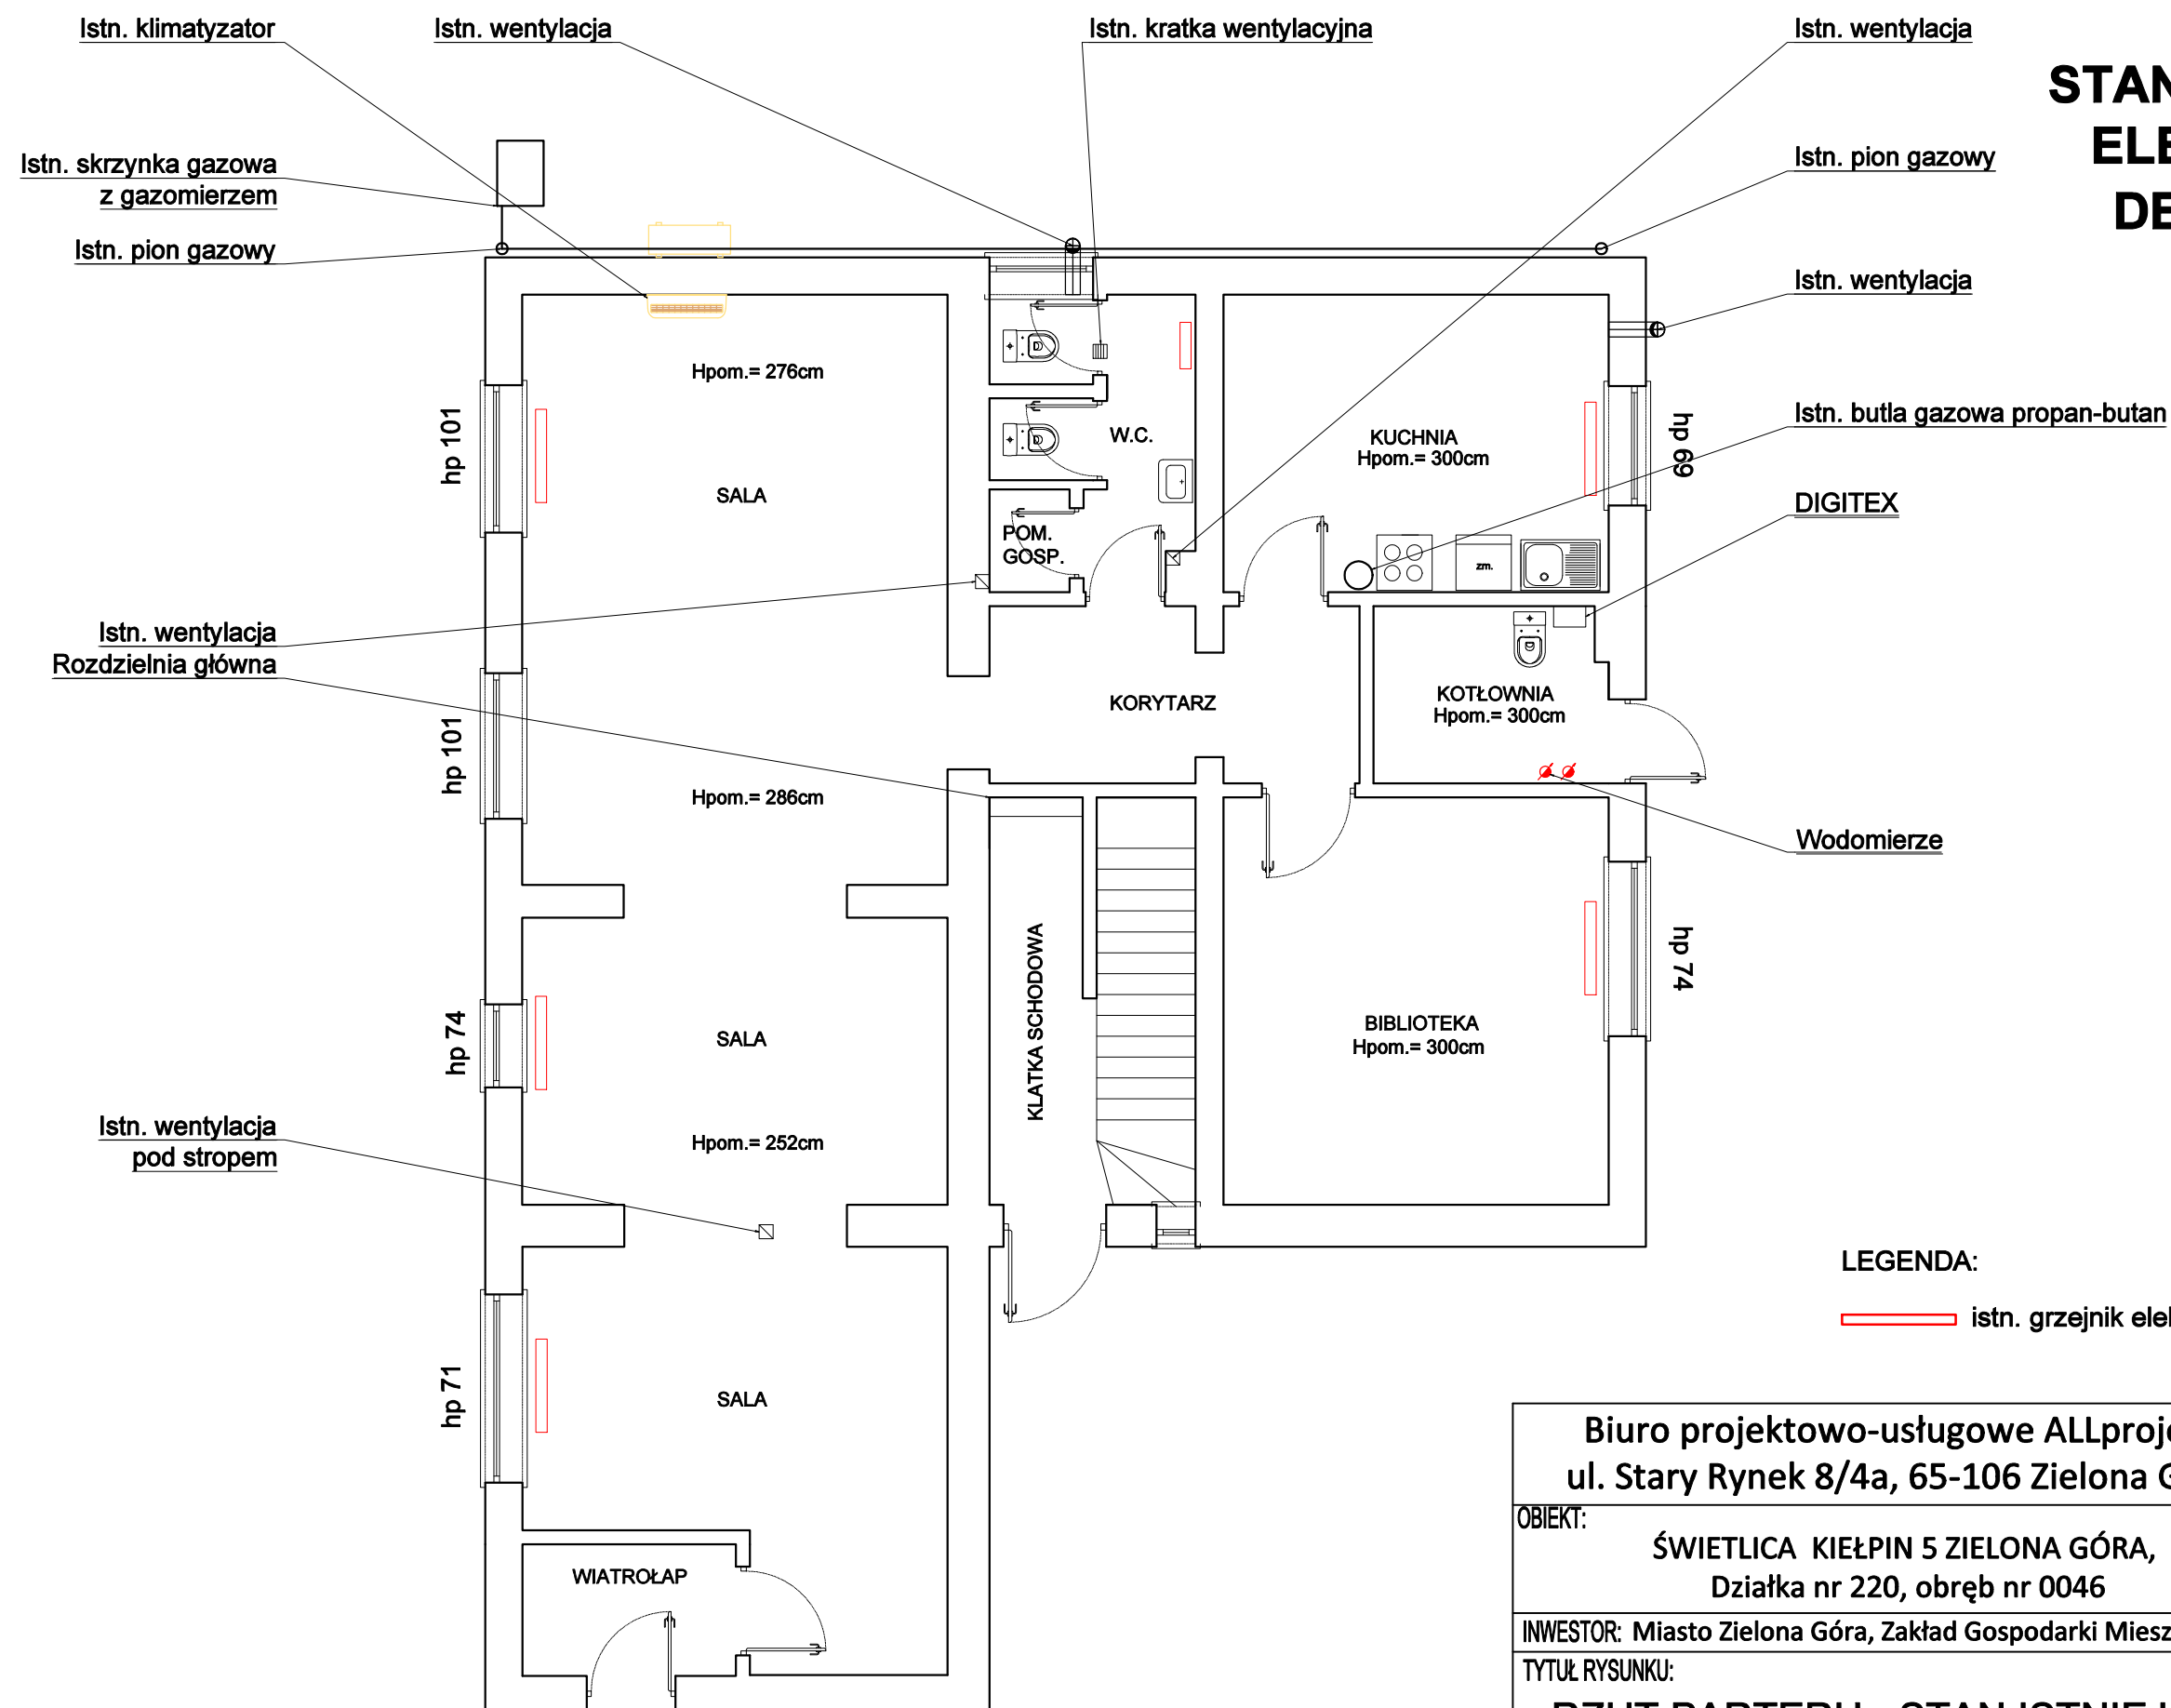 Istn. klimatyzator
Istn. wentylacja
Istn. kratka wentylacyjna
Istn. wentylacja
Istn. skrzynka gazowa
z gazomierzem
Istn. pion gazowy
Istn. pion gazowy
Istn. wentylacja
Istn. butla gazowa propan-butan
DIGITEX
Hpom.= 276cm
hp 101
SALA
W.C.
KUCHNIA
Hpom.= 300cm
hp 69
POM.
GOSP.
zm.
Istn. wentylacja
Rozdzielnia główna
KORYTARZ
KOTŁOWNIA
Hpom.= 300cm
hp 101
Hpom.= 286cm
Wodomierze
KLATKA SCHODOWA
hp 74
hp 74
SALA
BIBLIOTEKA
Hpom.= 300cm
Istn. wentylacja
pod stropem
Hpom.= 252cm
LEGENDA:
istn. grzejnik
hp 71
SALA
WIATROŁAP
Biuro projektowo-usługowe
ul. Stary Rynek 8/4a, 65-106 Zielona
OBIEKT:
ŚWIETLICA KIEŁPIN 5 ZIELONA GÓRA,
Działka nr 220, obręb nr 0046
INWESTOR: Miasto Zielona Góra, Zakład Gospodarki
TYTUŁ RYSUNKU: